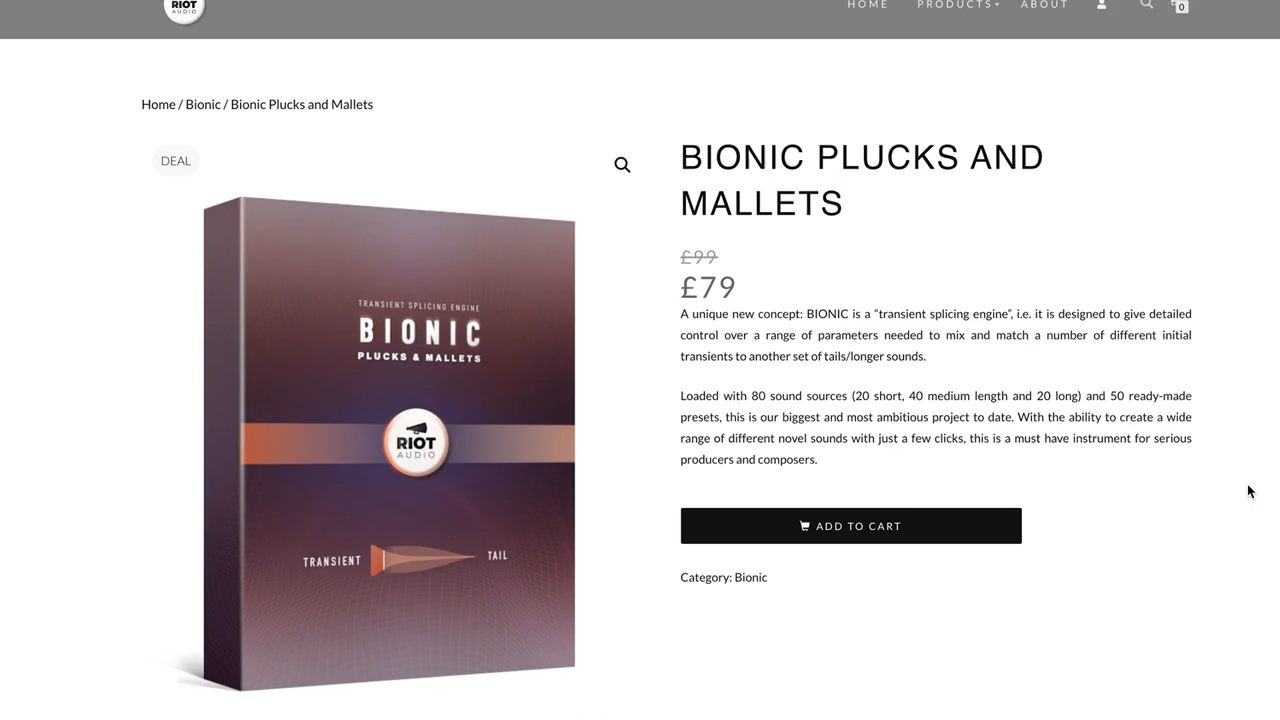 RIOT
AUDIO
HOME PRODUCTS ABOUT
0
Home / Bionic / Bionic Plucks and Mallets
DEAL
TRANSIENT SPLICING ENGINE
BIONIC
PLUCKS & MALLETS
RIOT
AUDIO
TRANSIENT TAIL
BIONIC PLUCKS AND
MALLETS
£99
£79
A unique new concept: BIONIC is a “transient splicing engine”, i.e. it is designed to give detailed
control over a range of parameters needed to mix and match a number of different initial
transients to another set of tails/longer sounds.
Loaded with 80 sound sources (20 short, 40 medium length and 20 long) and 50 ready-made
presets, this is our biggest and most ambitious project to date. With the ability to create a wide
range of different novel sounds with just a few clicks, this is a must have instrument for serious
producers and composers.
ADD TO CART
Category: Bionic